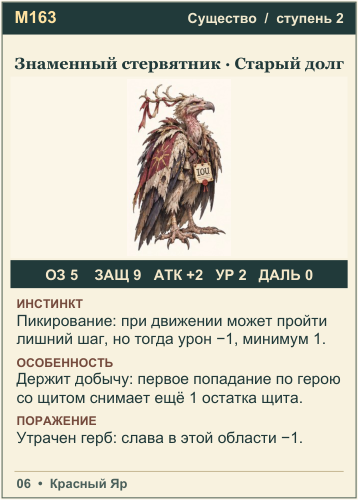 М163
Существо / ступень 2
Знаменный стервятник · Старый долг
IOU
ОЗ 5 ЗАЩ 9 АТК +2 УР 2 ДАЛЬ 0
ИНСТИНКТ
Пикирование: при движении может пройти
лишний шаг, но тогда урон −1, минимум 1.
ОСОБЕННОСТЬ
Держит добычу: первое попадание по герою
со щитом снимает ещё 1 остатка щита.
ПОРАЖЕНИЕ
Утрачен герб: слава в этой области −1.
06 • Красный Яр